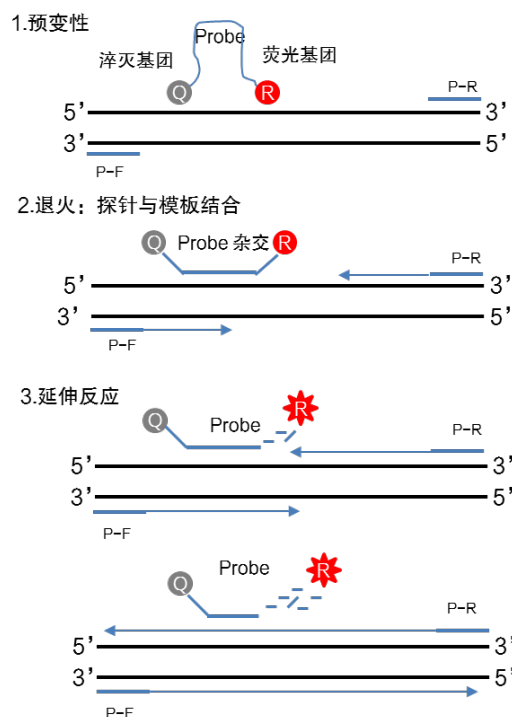 1.预变性
淬灭基团 Probe 荧光基团
Q R P-R
5’ 3’
3’ 5’
P-F
2.退火：探针与模板结合
Q Probe 杂交 R P-R
5’ 3’
3’ 5’
P-F
3.延伸反应
Q Probe R P-R
5’ 3’
3’ 5’
P-F
Probe R
Q P-R
5’ 3’
3’ 5’
P-F